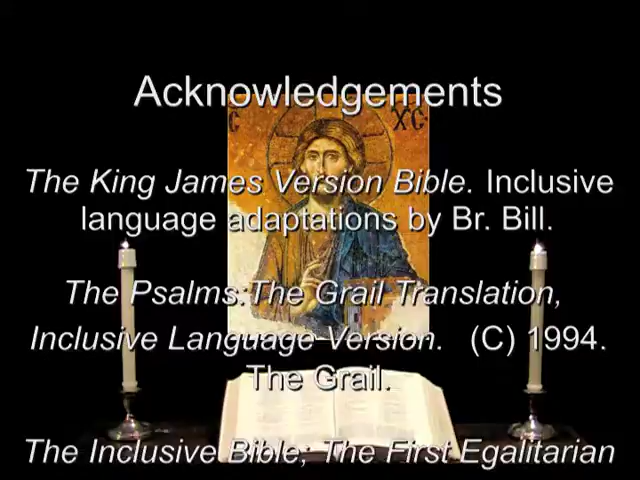 Acknowledgements
XC
C
The King James Version Bible. Inclusive
language adaptations by Br. Bill.
The Psalms:The Grail Translation,
Inclusive Language Version. (C) 1994.
The Grail.
The Inclusive Bible; The First Egalitarian